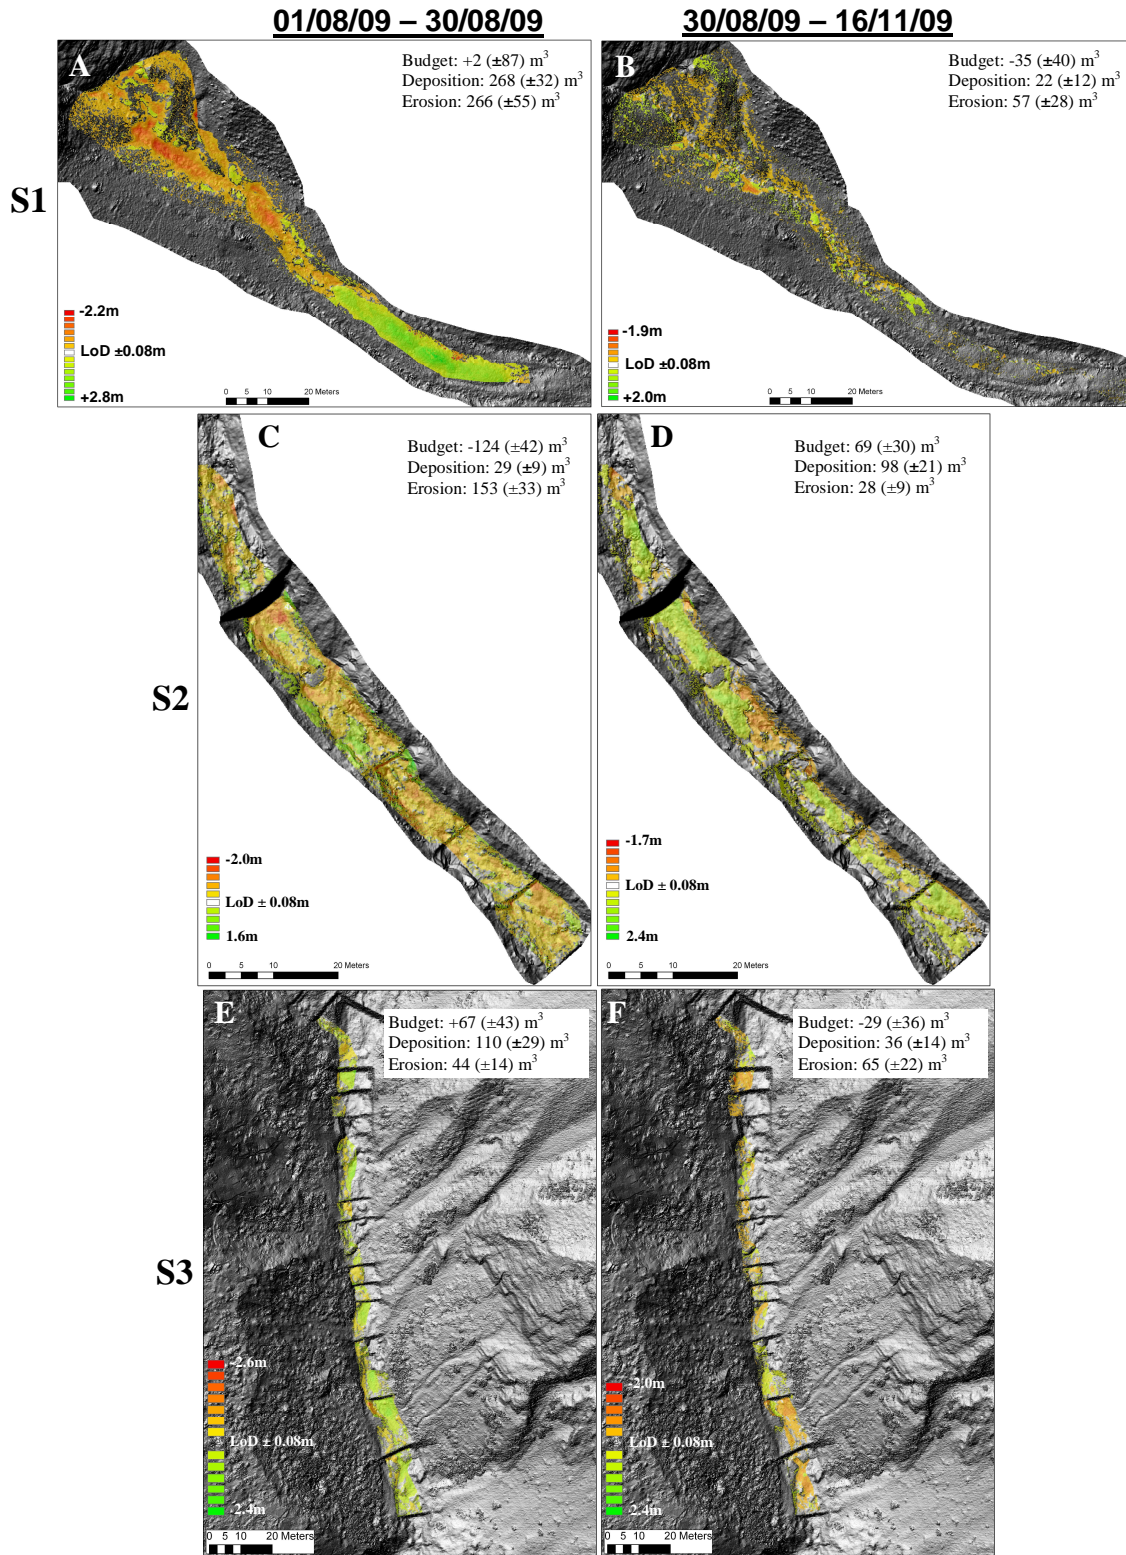 01/08/09 – 30/08/09
30/08/09 – 16/11/09
S1
A
Budget: +2 (±87) m³
Deposition: 268 (±32) m³
Erosion: 266 (±55) m³
-2.2m
LoD ±0.08m
+2.8m
0 5 10 20 Meters
B
Budget: -35 (±40) m³
Deposition: 22 (±12) m³
Erosion: 57 (±28) m³
-1.9m
LoD ±0.08m
+2.0m
0 5 10 20 Meters
S2
C
Budget: -124 (±42) m³
Deposition: 29 (±9) m³
Erosion: 153 (±33) m³
-2.0m
LoD ± 0.08m
1.6m
0 5 10 20 Meters
D
Budget: 69 (±30) m³
Deposition: 98 (±21) m³
Erosion: 28 (±9) m³
-1.7m
LoD ± 0.08m
2.4m
0 5 10 20 Meters
S3
E
Budget: +67 (±43) m³
Deposition: 110 (±29) m³
Erosion: 44 (±14) m³
-2.6m
LoD ± 0.08m
-2.4m
0 5 10 20 Meters
F
Budget: -29 (±36) m³
Deposition: 36 (±14) m³
Erosion: 65 (±22) m³
-2.0m
LoD ± 0.08m
2.4m
0 5 10 20 Meters